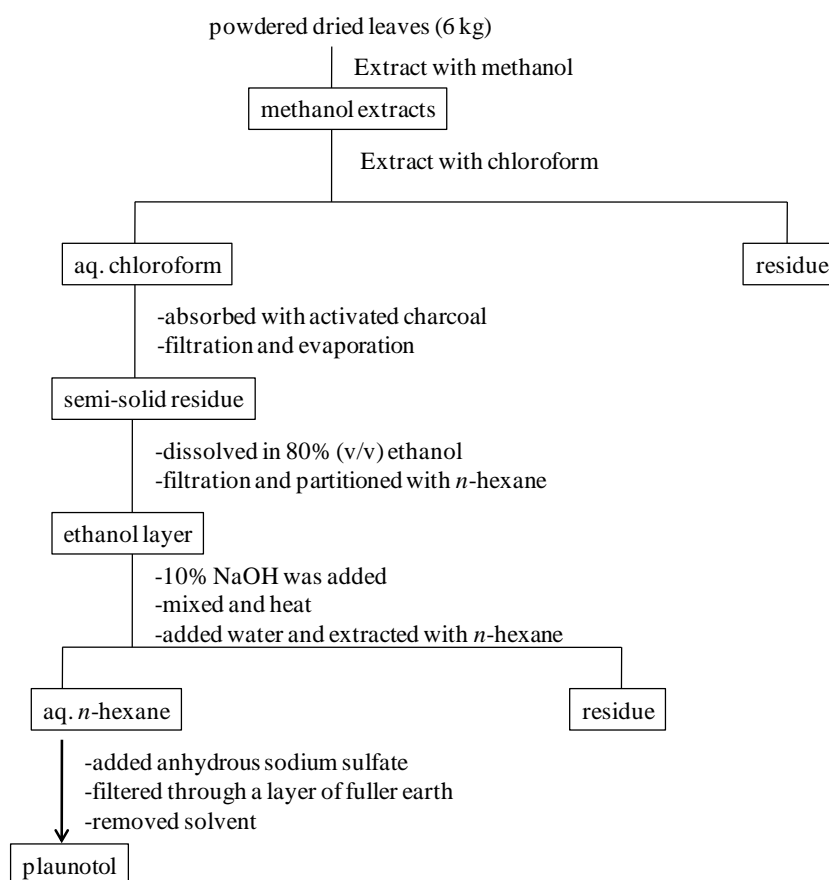 powdered dried leaves (6 kg)
Extract with methanol
methanol extracts
Extract with chloroform
aq. chloroform
residue
-absorbed with activated charcoal
-filtration and evaporation
semi-solid residue
-dissolved in 80% (v/v) ethanol
-filtration and partitioned with n-hexane
ethanol layer
-10% NaOH was added
-mixed and heat
-added water and extracted with n-hexane
aq. n-hexane
residue
-added anhydrous sodium sulfate
-filtered through a layer of fuller earth
-removed solvent
plaunotol